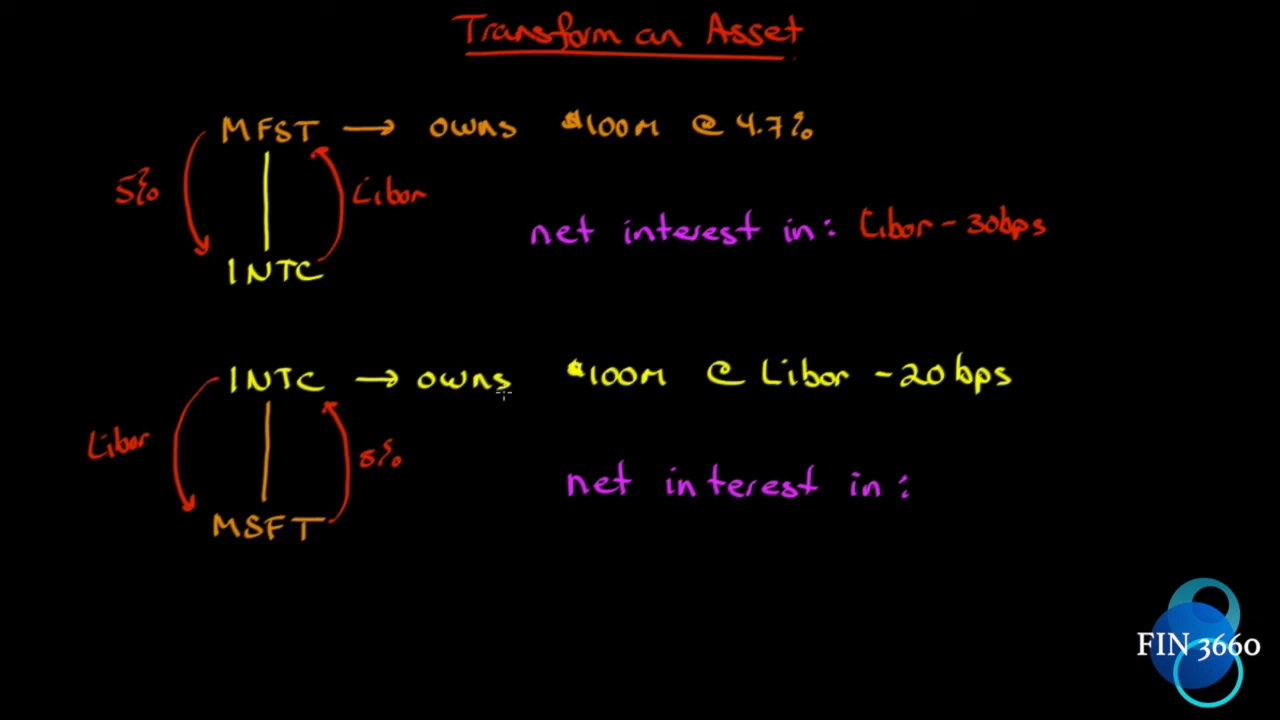 Transform an Asset
MFST → owns $100M @ 4.7%
5%
Libor
net interest in: Libor - 30bps
INTC
INTC → owns $100M @ Libor - 20bps
Libor
5%
net interest in:
MSFT
FIN 3660